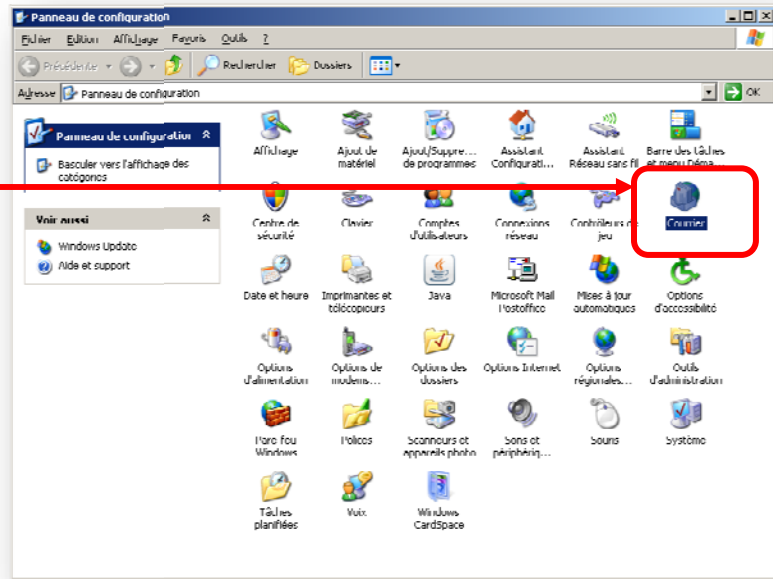 Panneau de configuration
Fichier Edition Affichage Favoris Outils ?
Précédente Rechercher Dossiers
Adresse Panneau de configuration OK
Panneau de configuration
Basculer vers l'affichage des
catégories
Voir aussi
Windows Update
Aide et support
Affichage
Ajout de
matériel
Ajout/Suppre...
de programmes
Assistant
Configurati...
Assistant
Réseau sans fil
Barre des tâches
et menu Déma...
Centre de
sécurité
Clavier
Comptes
d'utilisateurs
Connexions
réseau
Contrôleurs de
jeu
Courrier
Date et heure
Imprimantes et
télécopieurs
Java
Microsoft Mail
Postoffice
Mises à jour
automatiques
Options
d'accessibilité
Options
d'alimentation
Options de
modems...
Options des
dossiers
Options Internet
Options
régionales...
Outils
d'administration
Pare-feu
Windows
Polices
Scanneurs et
appareils photo
Sons et
périphériq...
Souris
Système
Tâches
planifiées
Voix
Windows
CardSpace